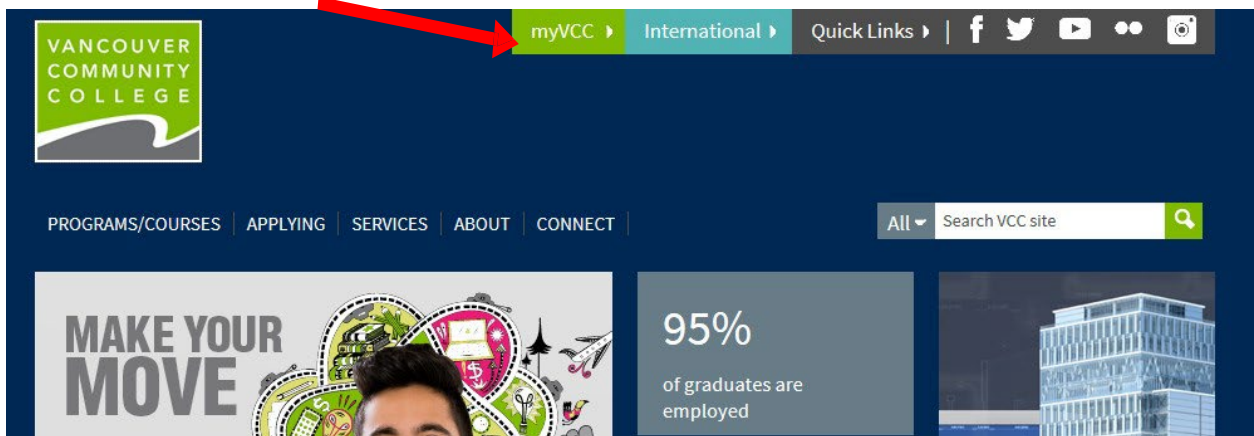 myVCC
International
Quick Links |
VANCOUVER
COMMUNITY
COLLEGE
PROGRAMS/COURSES
APPLYING
SERVICES
ABOUT
CONNECT
All
Search VCC site
MAKE YOUR
MOVE
95%
of graduates are
employed